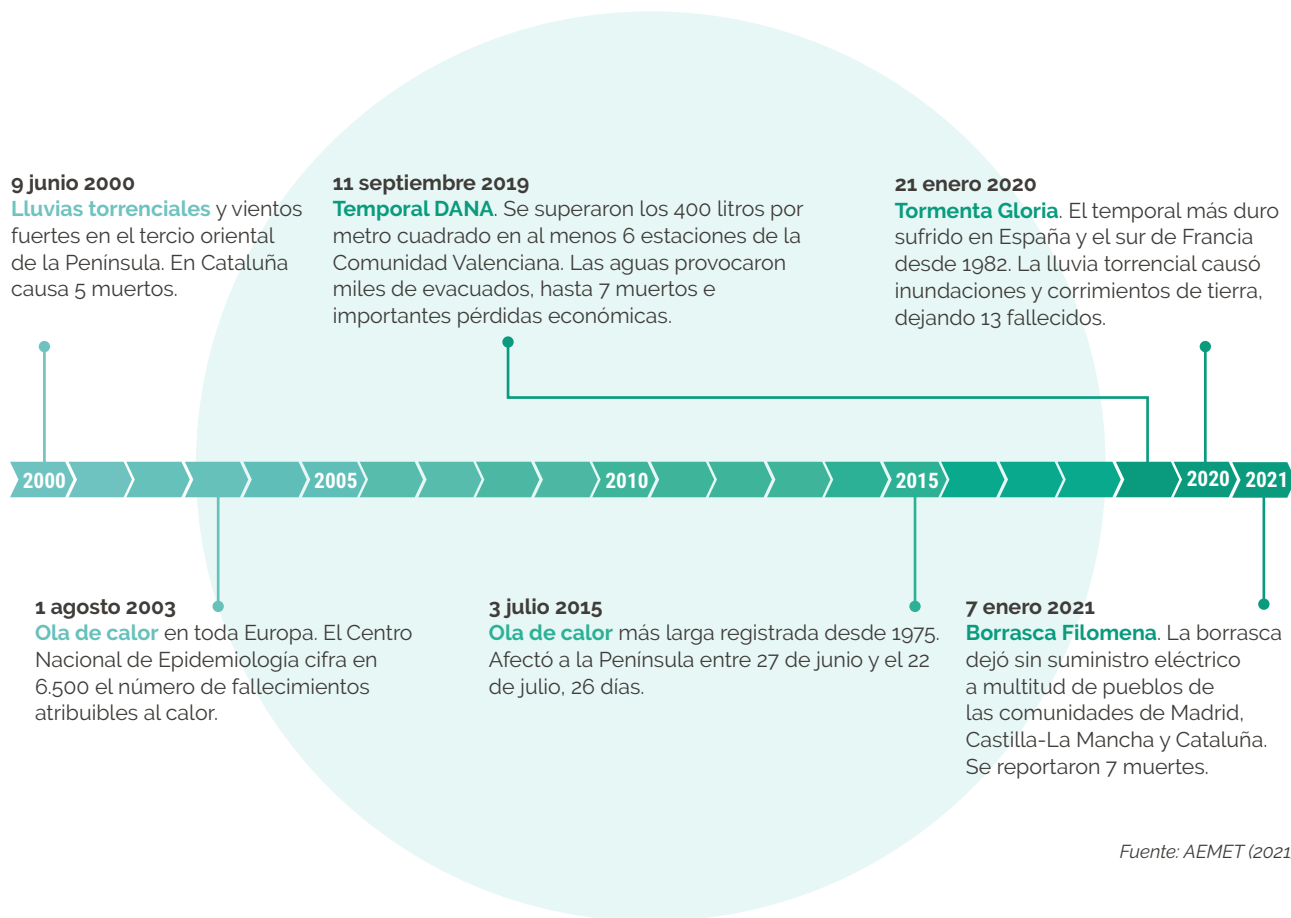 9 junio 2000
Lluvias torrenciales y vientos
fuertes en el tercio oriental
de la Península. En Cataluña
causa 5 muertos.
11 septiembre 2019
Temporal DANA. Se superaron los 400 litros por
metro cuadrado en al menos 6 estaciones de la
Comunidad Valenciana. Las aguas provocaron
miles de evacuados, hasta 7 muertos e
importantes pérdidas económicas.
21 enero 2020
Tormenta Gloria. El temporal más duro
sufrido en España y el sur de Francia
desde 1982. La lluvia torrencial causó
inundaciones y corrimientos de tierra,
dejando 13 fallecidos.
2000 2005 2010 2015 2020 2021
1 agosto 2003
Ola de calor en toda Europa. El Centro
Nacional de Epidemiología cifra en
6.500 el número de fallecimientos
atribuibles al calor.
3 julio 2015
Ola de calor más larga registrada desde 1975.
Afectó a la Península entre 27 de junio y el 22
de julio, 26 días.
7 enero 2021
Borrasca Filomena. La borrasca
dejó sin suministro eléctrico
a multitud de pueblos de
las comunidades de Madrid,
Castilla-La Mancha y Cataluña.
Se reportaron 7 muertes.
Fuente: AEMET (2021